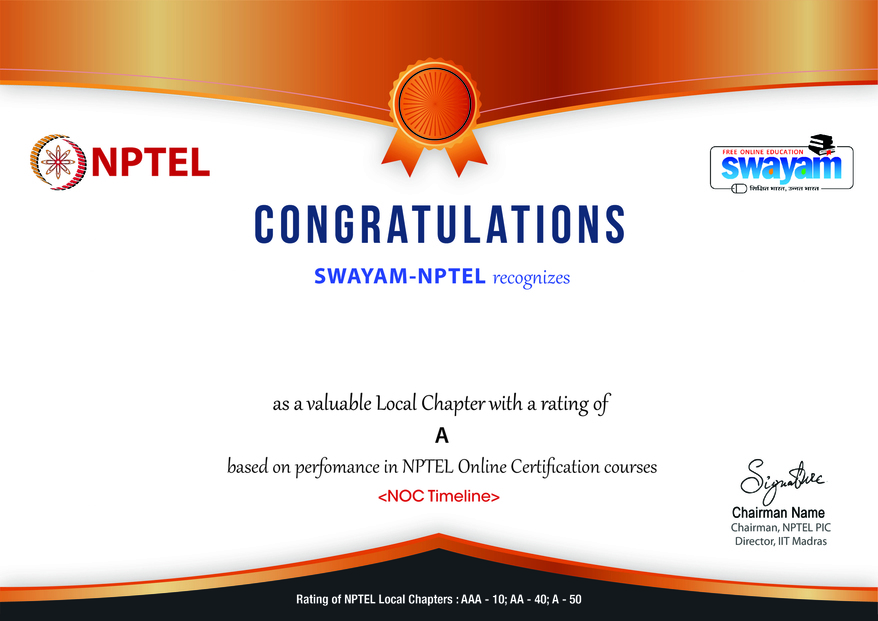 NPTEL
FREE ONLINE EDUCATION
swayam
शिक्षित भारत, उन्नत भारत
CONGRATULATIONS
SWAYAM-NPTEL recognizes
as a valuable Local Chapter with a rating of
A
based on perfomance in NPTEL Online Certification courses
<NOC Timeline>
Signature
Chairman Name
Chairman, NPTEL PIC
Director, IIT Madras
Rating of NPTEL Local Chapters : AAA - 10; AA - 40; A - 50